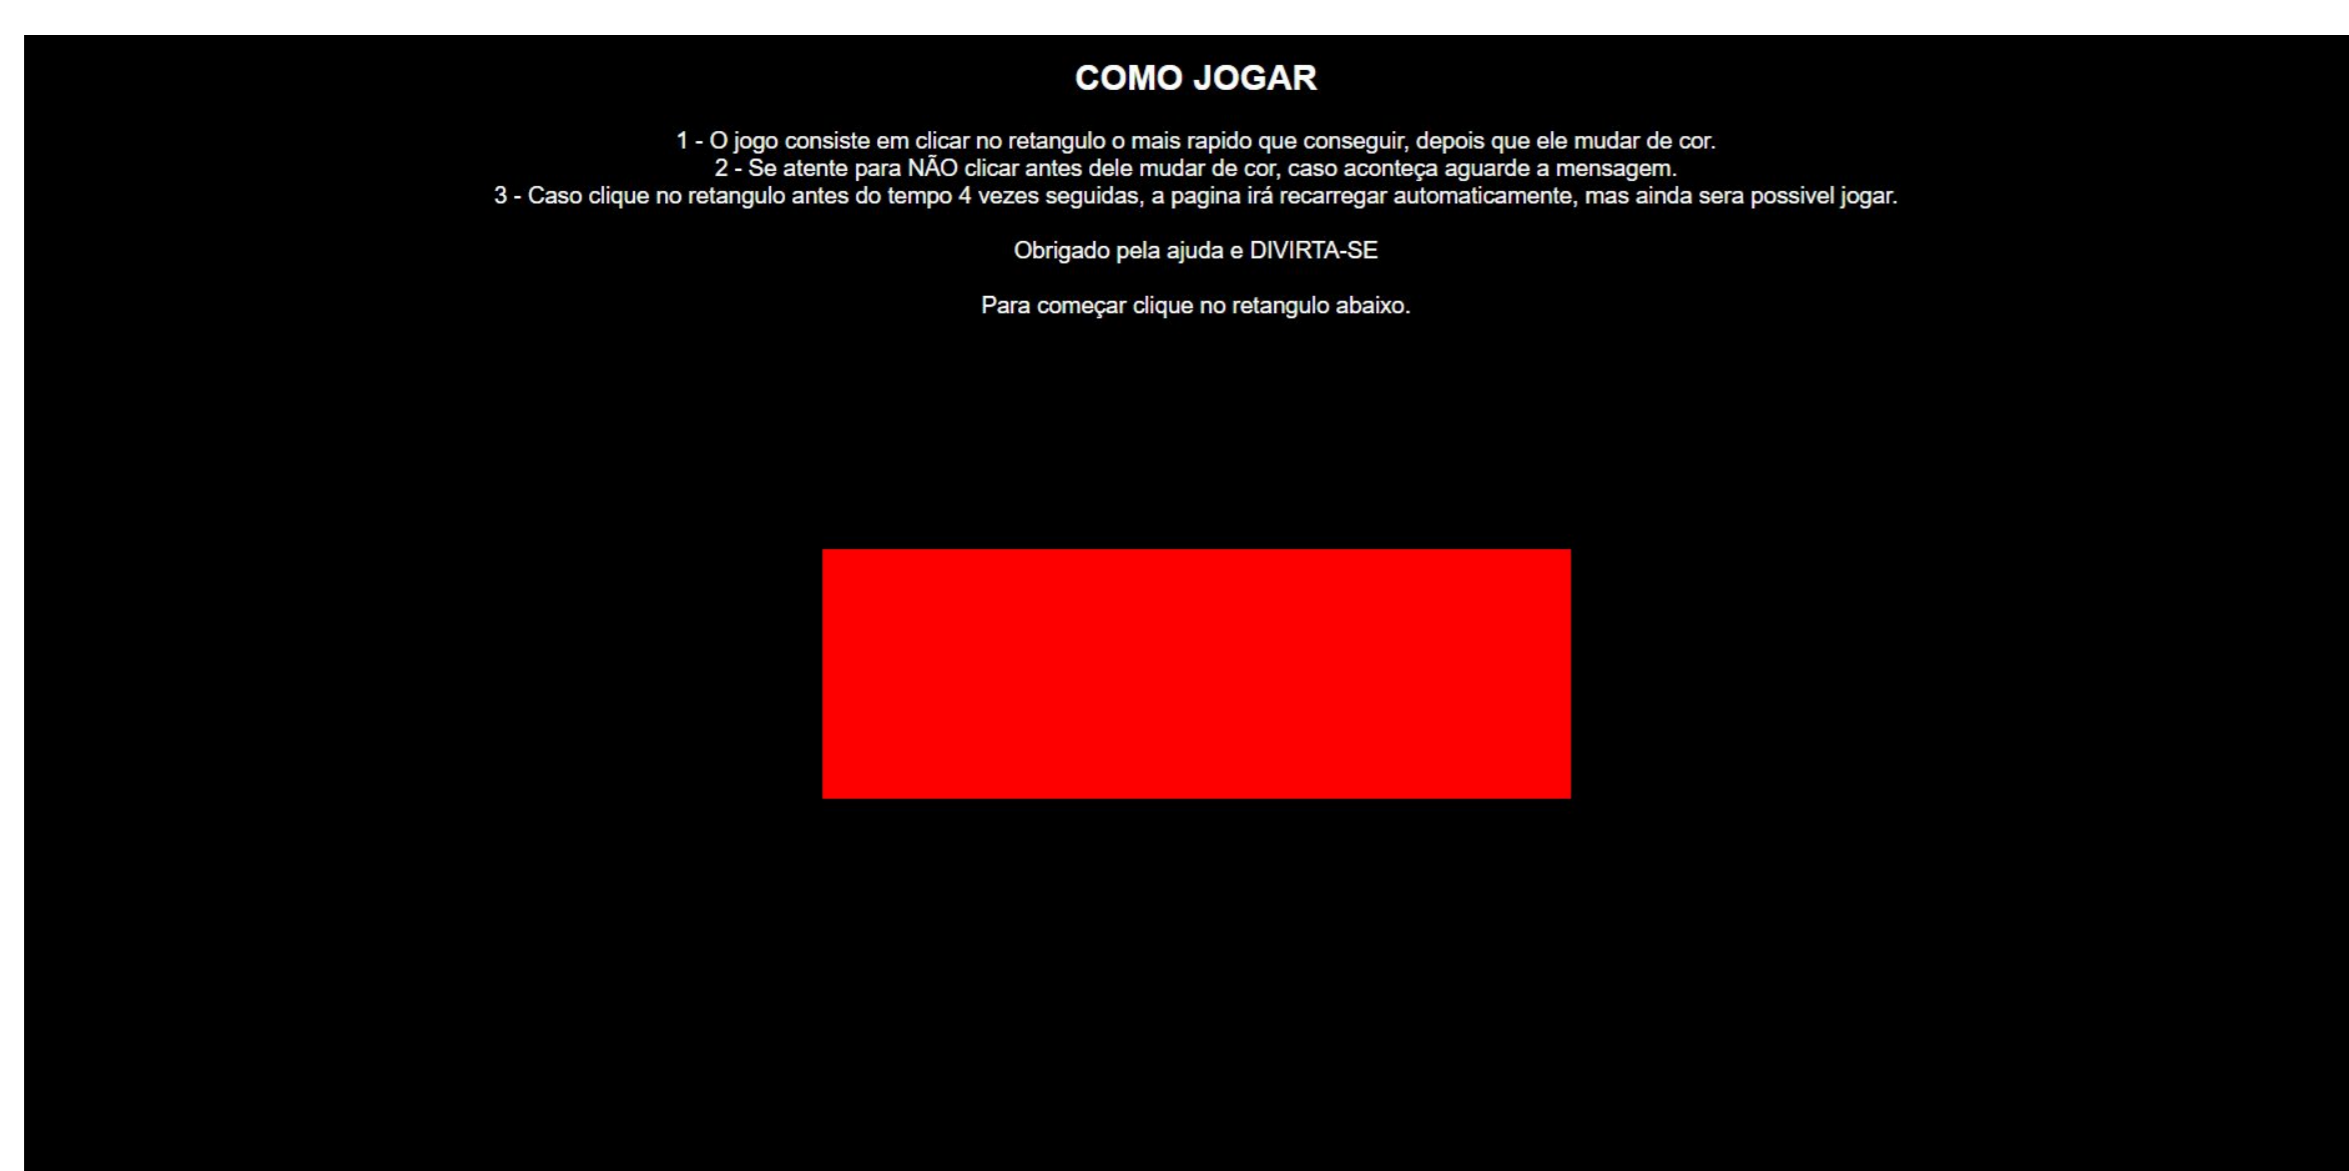 COMO JOGAR
1 - O jogo consiste em clicar no retangulo o mais rapido que conseguir, depois que ele mudar de cor.
2 - Se atente para NÃO clicar antes dele mudar de cor, caso aconteça aguarde a mensagem.
3 - Caso clique no retangulo antes do tempo 4 vezes seguidas, a pagina irá recarregar automaticamente, mas ainda sera possivel jogar.
Obrigado pela ajuda e DIVIRTA-SE
Para começar clique no retangulo abaixo.